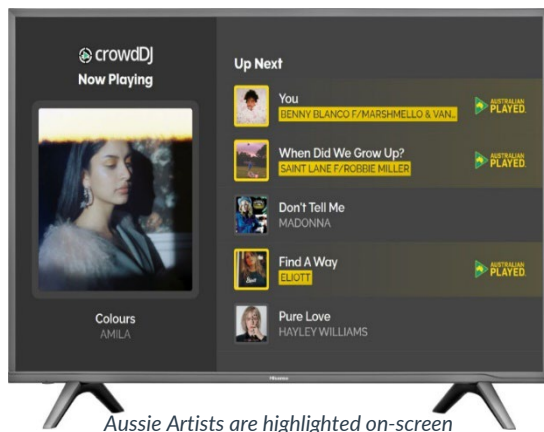 crowdDJ
Now Playing
Colours
AMILA
Up Next
You
BENNY BLANCO F/MARSHMELLO & VAN..
AUSTRALIAN
PLAYED
When Did We Grow Up?
SAINT LANE F/ROBBIE MILLER
AUSTRALIAN
PLAYED
Don't Tell Me
MADONNA
Find A Way
ELIOTT
AUSTRALIAN
PLAYED
Pure Love
HAYLEY WILLIAMS
Hisense
Aussie Artists are highlighted on-screen